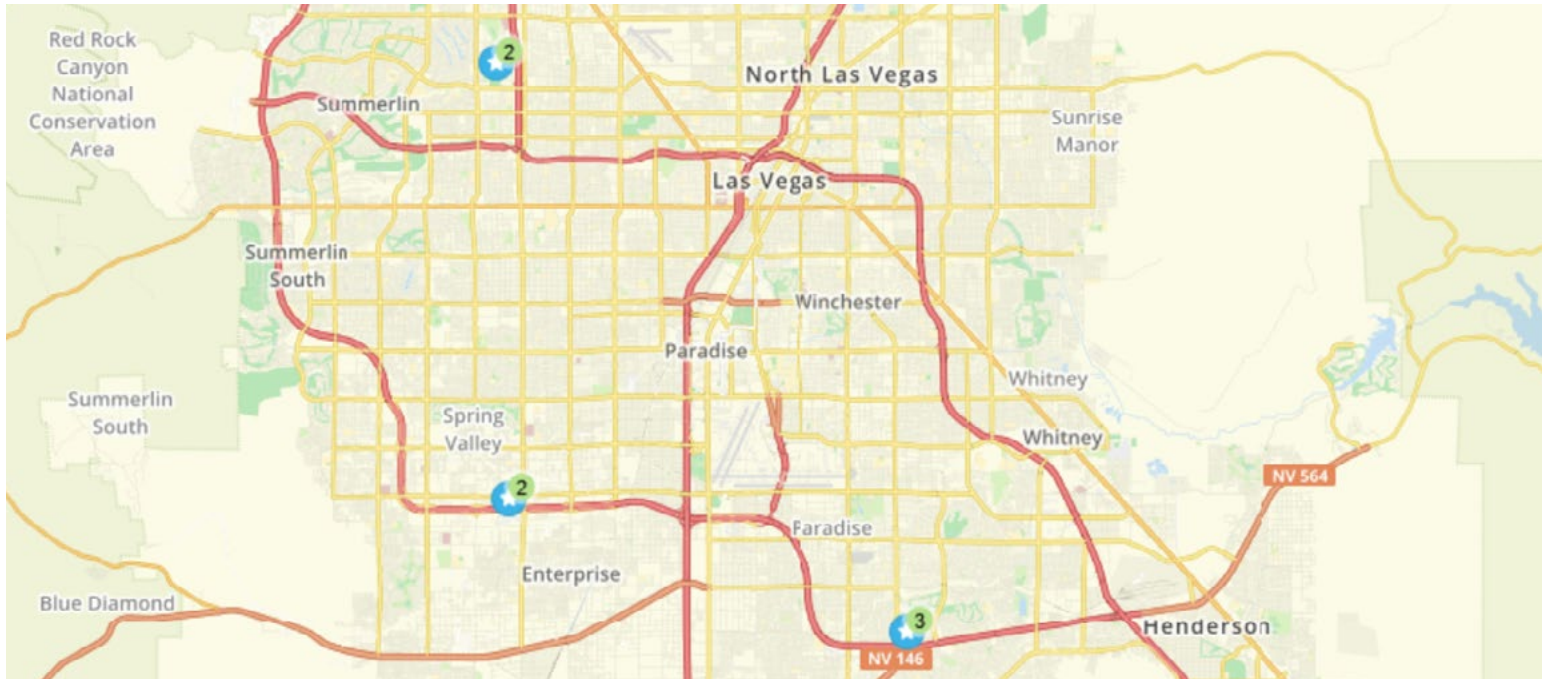 Red Rock
Canyon
National
Conservation
Area
2
Summerlin
North Las Vegas
Sunrise
Manor
Las Vegas
Summerlin
South
Winchester
Paradise
Whitney
Summerlin
South
Spring
Valley
Whitney
NV 564
2
Faradise
Enterprise
Blue Diamond
3
Henderson
NV 146